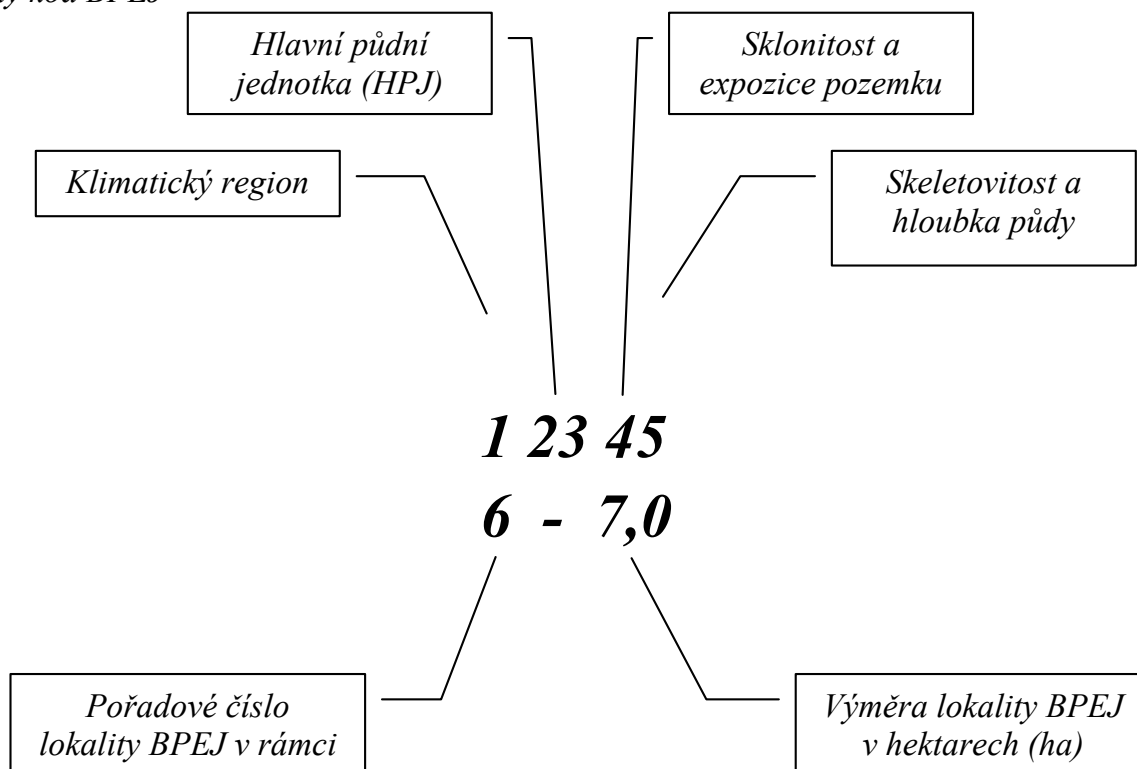 BPEJ
Hlavní půdní
jednotka (HPJ)
Sklonitost a
expozice pozemku
Klimatický region
Skeletovitost a
hloubka půdy
1 23 45
6 - 7,0
Pořadové číslo
lokality BPEJ v rámci
Výměra lokality BPEJ
v hektarech (ha)